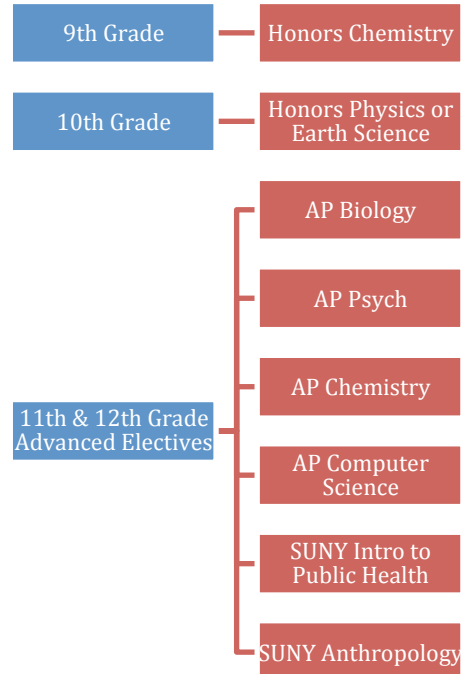 9th Grade
Honors Chemistry
10th Grade
Honors Physics or
Earth Science
11th & 12th Grade
Advanced Electives
AP Biology
AP Psych
AP Chemistry
AP Computer
Science
SUNY Intro to
Public Health
SUNY Anthropology